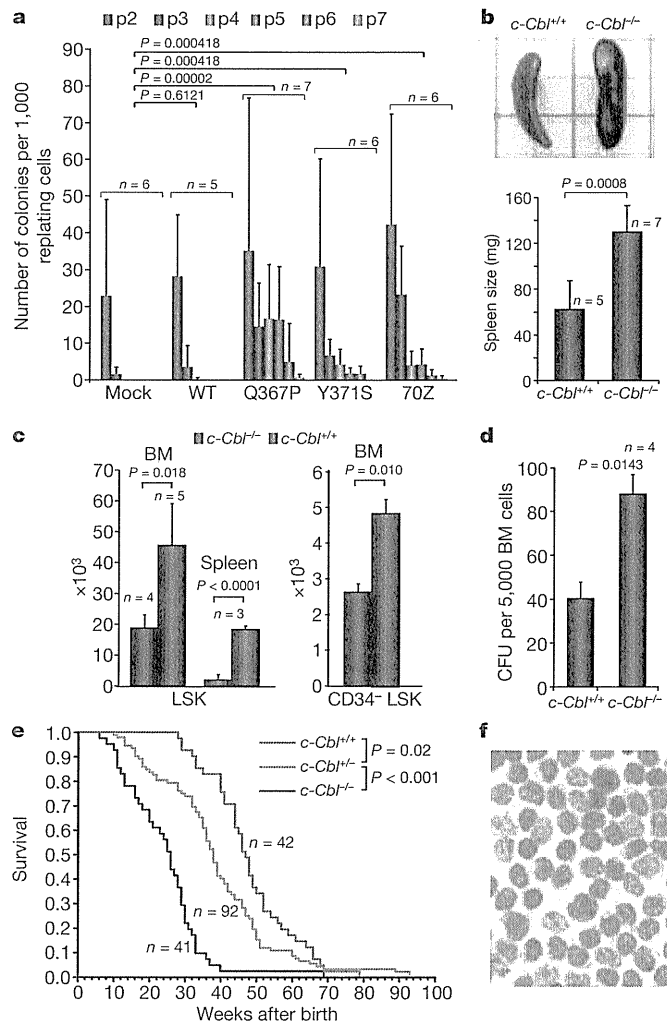 a
p2 p3 p4 p5 p6 p7
Number of colonies per 1,000
replating cells
90
80
70
60
50
40
30
20
10
0
P = 0.000418
P = 0.000418
P = 0.00002
P = 0.6121
n = 6
n = 5
n = 7
n = 6
n = 6
Mock WT Q367P Y371S 70Z
b
c-Cbl+/+ c-Cbl−/−
P = 0.0008
Spleen size (mg)
160
120
80
60
0
n = 5
n = 7
c-Cbl+/+ c-Cbl−/−
c
c-Cbl−/− c-Cbl+/+
BM
P = 0.018
n = 5
n = 4
×10³
70
60
50
40
30
20
10
0
Spleen
P < 0.0001
n = 3
LSK
BM
P = 0.010
×10³
6
5
4
3
2
1
0
CD34− LSK
d
n = 4
P = 0.0143
CFU per 5,000 BM cells
100
80
60
40
20
0
c-Cbl+/+ c-Cbl−/−
e
Survival
1.0
0.9
0.8
0.7
0.6
0.5
0.4
0.3
0.2
0.1
0.0
c-Cbl+/+
c-Cbl+/−
c-Cbl−/−
P = 0.02
P < 0.001
n = 42
n = 92
n = 41
0 10 20 30 40 50 60 70 80 90 100
Weeks after birth
f